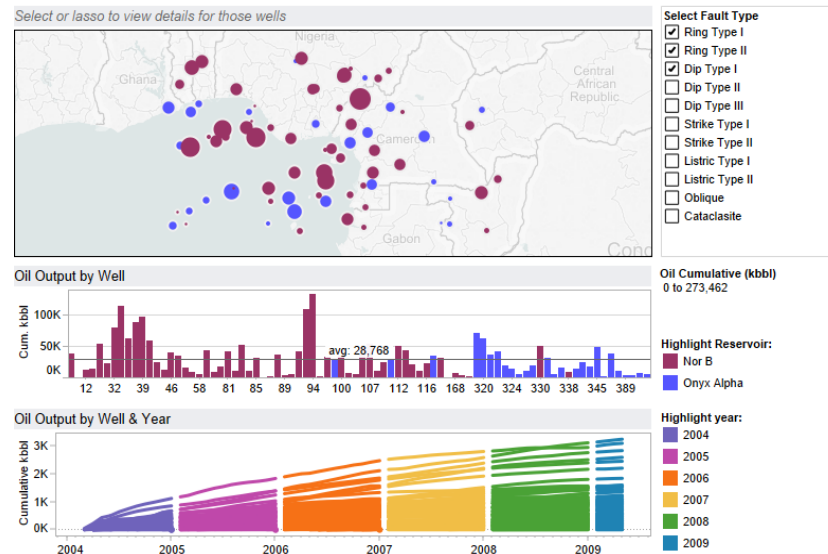 Select or lasso to view details for those wells
Nigeria
Ghana
Central
African
Republic
Cameroon
Gabon
Select Fault Type
Ring Type I
Ring Type II
Dip Type I
Dip Type II
Dip Type III
Strike Type I
Strike Type II
Listric Type I
Listric Type II
Oblique
Cataclasite
Oil Output by Well
Cum. kbbl
100K
50K
0K
avg: 28,768
12 32 39 46 58 81 85 89 94 100 107 112 116 168 320 324 330 338 345 389
Oil Cumulative (kbbl)
0 to 273,462
Highlight Reservoir:
Nor B
Onyx Alpha
Oil Output by Well & Year
Cumulative kbbl
3K
2K
1K
0K
2004 2005 2006 2007 2008 2009
Highlight year:
2004
2005
2006
2007
2008
2009